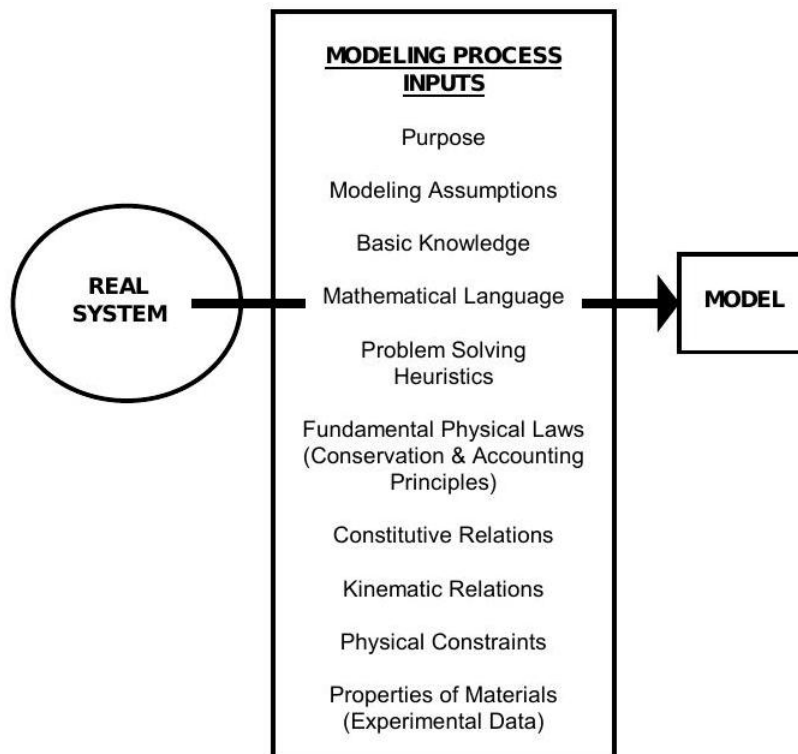 MODELING PROCESS
INPUTS
Purpose
Modeling Assumptions
Basic Knowledge
REAL
SYSTEM
Mathematical Language
MODEL
Problem Solving
Heuristics
Fundamental Physical Laws
(Conservation & Accounting
Principles)
Constitutive Relations
Kinematic Relations
Physical Constraints
Properties of Materials
(Experimental Data)